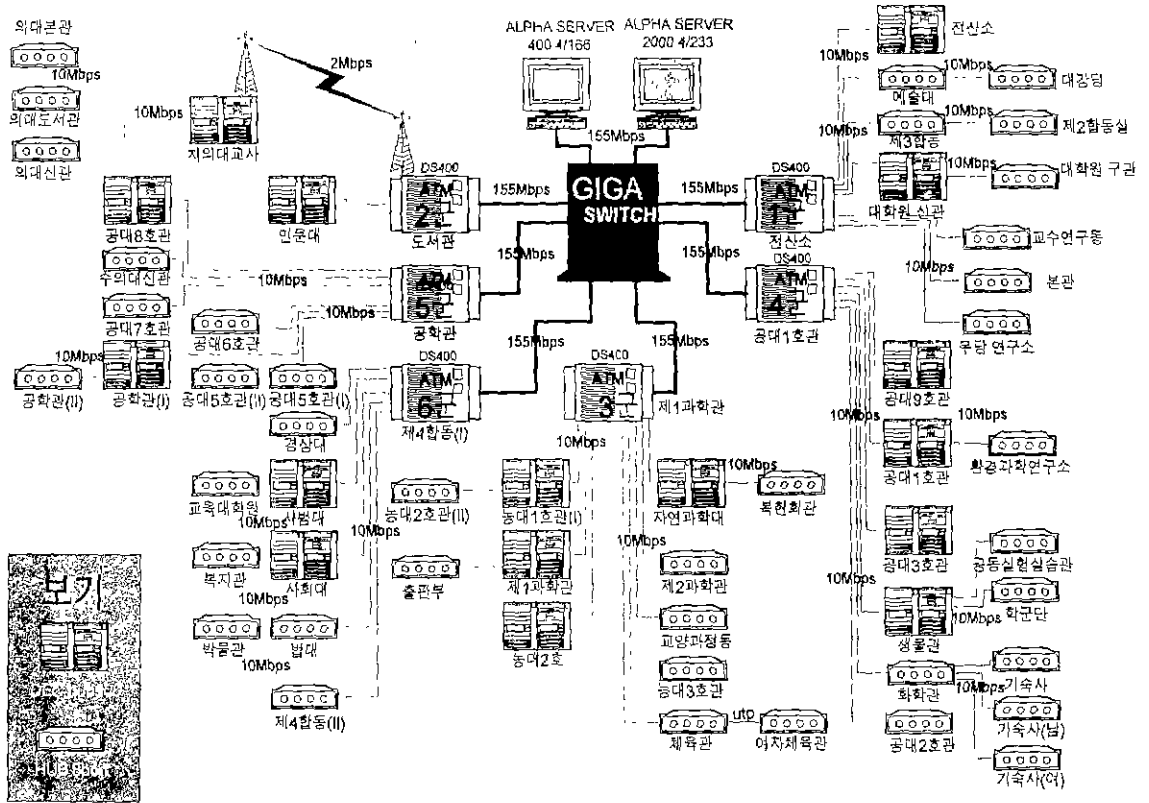 의대본관
10Mbps
의대도서관
의대신관
10Mbps
치의대교사
2Mbps
ALPHA SERVER
400 4/166
ALPHA SERVER
2000 4/233
155Mbps
GIGA
SWITCH
DS400
ATM
2
도서관
155Mbps
인문대
공대8호관
수의대신관
10Mbps
공대7호관
ATM
5
공학관
155Mbps
10Mbps
공대6호관
10Mbps
공학관(II)
공학관(I)
공대5호관(II)
공대5호관(I)
DS400
ATM
6
제4합동(I)
155Mbps
경상대
교육대학원
사범대
10Mbps
10Mbps
복지관
사회대
10Mbps
박물관
법대
10Mbps
제4합동(II)
DS400
ATM
3
제1과학관
155Mbps
10Mbps
농대2호관(II)
농대1호관(I)
출판부
제1과학관
농대2호
자연과학대
10Mbps
복현회관
10Mbps
제2과학관
교양과정동
농대3호관
체육관
utp
여자체육관
DS400
ATM
1
전산소
155Mbps
10Mbps
전산소
10Mbps
예술대
대강당
10Mbps
10Mbps
제3합동
제2합동실
10Mbps
대학원 신관
대학원 구관
교수연구동
10Mbps
본관
우당 연구소
DS400
ATM
4
공대1호관
155Mbps
공대9호관
10Mbps
10Mbps
공대1호관
환경과학연구소
공대3호관
공동실험실습관
10Mbps
학군단
10Mbps
생물관
화학관
기숙사
10Mbps
기숙사(남)
공대2호관
기숙사(여)
보기
HUB